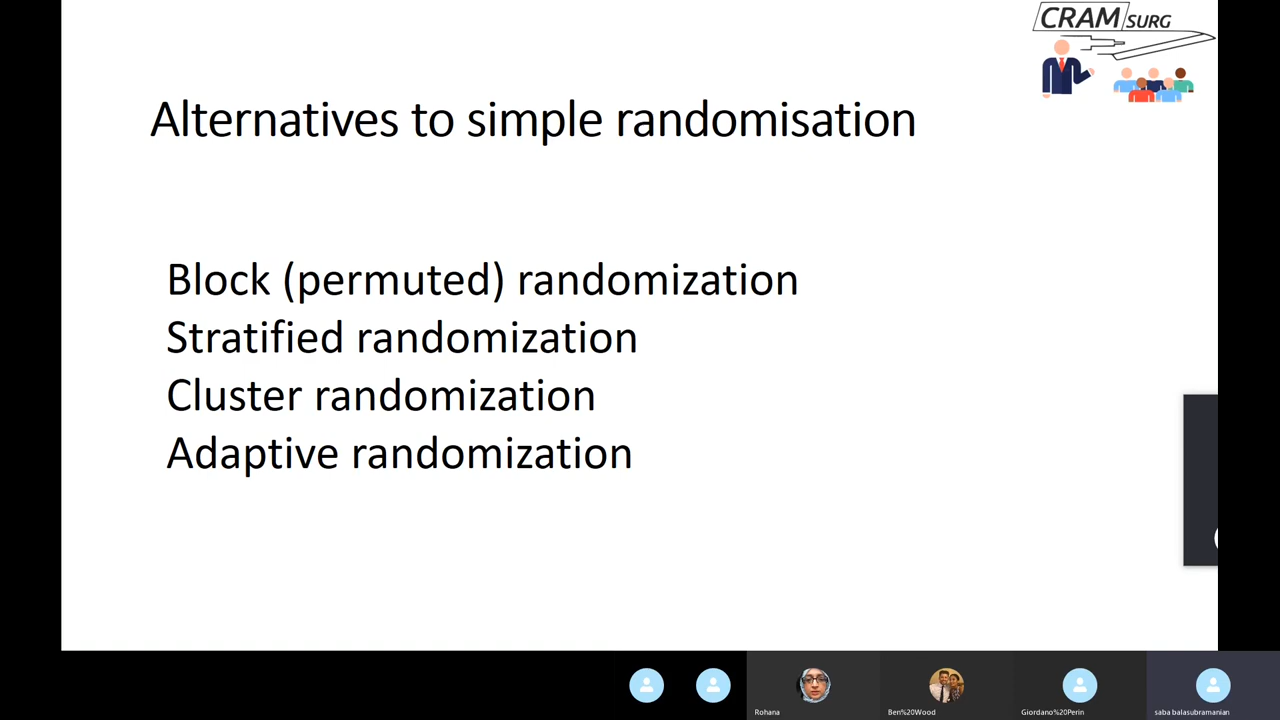 CRAM SURG
Alternatives to simple randomisation
Block (permuted) randomization
Stratified randomization
Cluster randomization
Adaptive randomization
Rohana
Ben%20Wood
Giordano%20Perin
saba balasubramanian